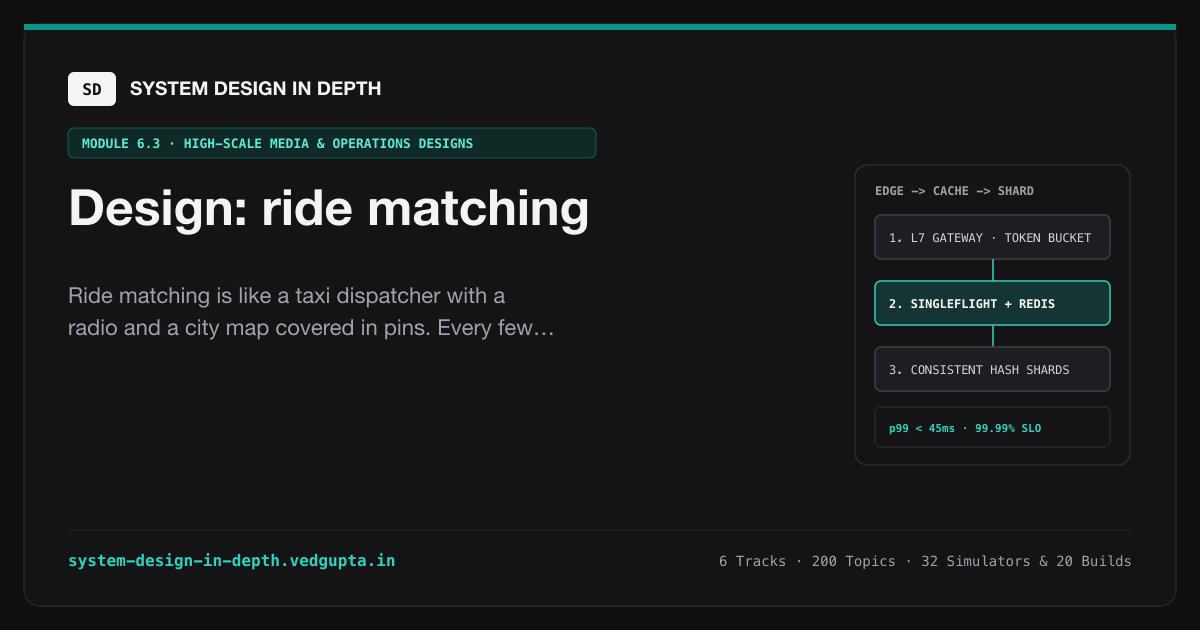 SD SYSTEM DESIGN IN DEPTH
MODULE 6.3 · HIGH-SCALE MEDIA & OPERATIONS DESIGNS
Design: ride matching
Ride matching is like a taxi dispatcher with a
radio and a city map covered in pins. Every few…
EDGE -> CACHE -> SHARD
1. L7 GATEWAY · TOKEN BUCKET
2. SINGLEFLIGHT + REDIS
3. CONSISTENT HASH SHARDS
p99 < 45ms · 99.99% SLO
system-design-in-depth.vedgupta.in
6 Tracks · 200 Topics · 32 Simulators & 20 Builds